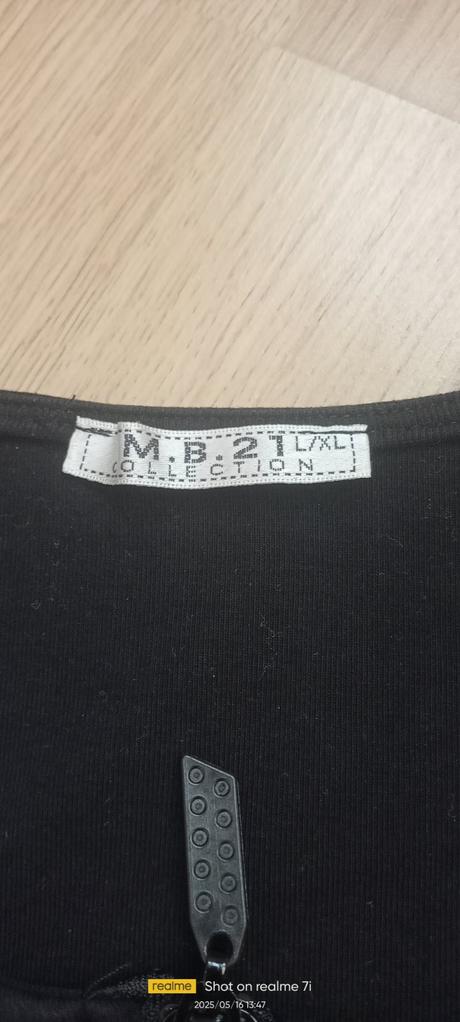 M.B.21 L/XL
COLLECTION
realme Shot on realme 7i
2025/05/16 13:47